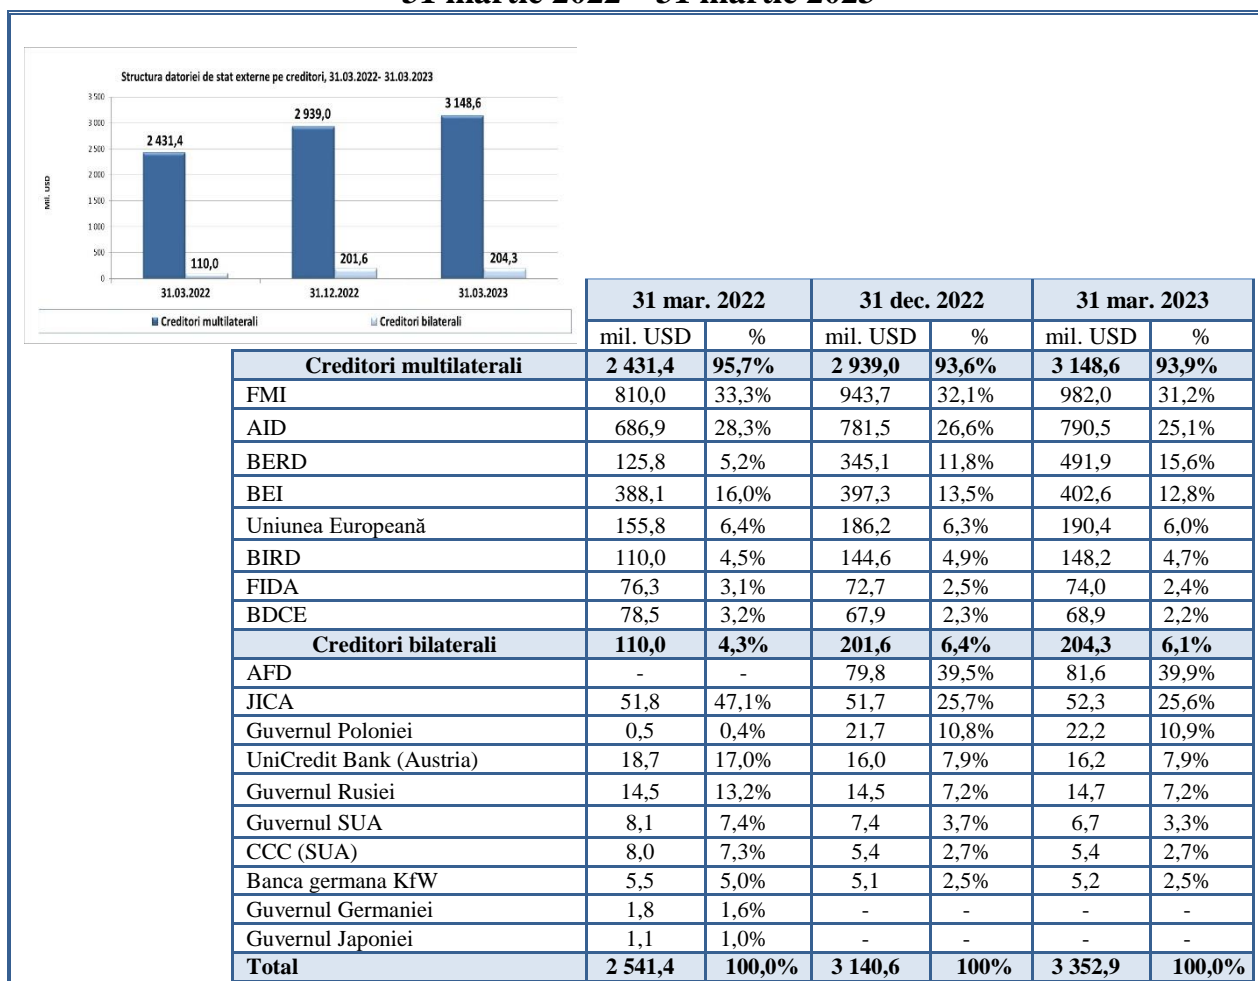 31 martie 2022 – 31 martie 2023
Structura datoriei de stat externe pe creditori, 31.03.2022- 31.03.2023
Mil. USD
3 500
3 000
2 500
2 000
1 500
1 000
500
0
2 431,4
110,0
2 939,0
201,6
3 148,6
204,3
31.03.2022 31.12.2022 31.03.2023
Creditori multilaterali Creditori bilaterali
31 mar. 2022 31 dec. 2022 31 mar. 2023
mil. USD % mil. USD % mil. USD %
Creditori multilaterali 2 431,4 95,7% 2 939,0 93,6% 3 148,6 93,9%
FMI 810,0 33,3% 943,7 32,1% 982,0 31,2%
AID 686,9 28,3% 781,5 26,6% 790,5 25,1%
BERD 125,8 5,2% 345,1 11,8% 491,9 15,6%
BEI 388,1 16,0% 397,3 13,5% 402,6 12,8%
Uniunea Europeană 155,8 6,4% 186,2 6,3% 190,4 6,0%
BIRD 110,0 4,5% 144,6 4,9% 148,2 4,7%
FIDA 76,3 3,1% 72,7 2,5% 74,0 2,4%
BDCE 78,5 3,2% 67,9 2,3% 68,9 2,2%
Creditori bilaterali 110,0 4,3% 201,6 6,4% 204,3 6,1%
AFD - - 79,8 39,5% 81,6 39,9%
JICA 51,8 47,1% 51,7 25,7% 52,3 25,6%
Guvernul Poloniei 0,5 0,4% 21,7 10,8% 22,2 10,9%
UniCredit Bank (Austria) 18,7 17,0% 16,0 7,9% 16,2 7,9%
Guvernul Rusiei 14,5 13,2% 14,5 7,2% 14,7 7,2%
Guvernul SUA 8,1 7,4% 7,4 3,7% 6,7 3,3%
CCC (SUA) 8,0 7,3% 5,4 2,7% 5,4 2,7%
Banca germana KfW 5,5 5,0% 5,1 2,5% 5,2 2,5%
Guvernul Germaniei 1,8 1,6% - - - -
Guvernul Japoniei 1,1 1,0% - - - -
Total 2 541,4 100,0% 3 140,6 100% 3 352,9 100,0%